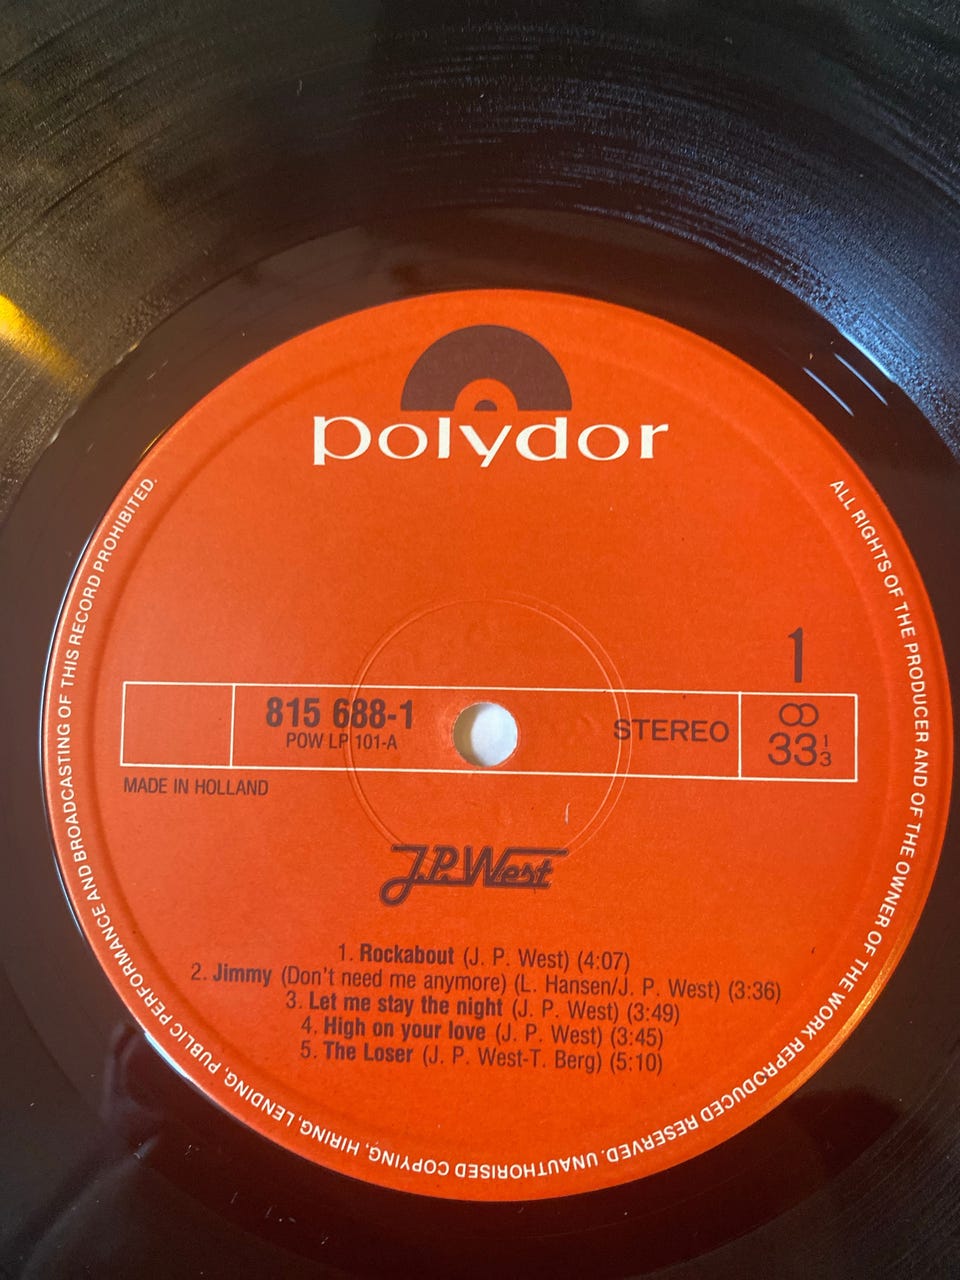 polydor
1
815 688-1
POW LP 101-A
STEREO
33 1/3
MADE IN HOLLAND
J.P. West
1. Rockabout (J. P. West) (4:07)
2. Jimmy (Don't need me anymore) (L. Hansen/J. P. West) (3:36)
3. Let me stay the night (J. P. West) (3:49)
4. High on your love (J. P. West) (3:45)
5. The Loser (J. P. West-T. Berg) (5:10)
ALL RIGHTS OF THE PRODUCER AND OF THE OWNER OF THE WORK REPRODUCED RESERVED. UNAUTHORISED COPYING, HIRING, LENDING, PUBLIC PERFORMANCE AND BROADCASTING OF THIS RECORD PROHIBITED.